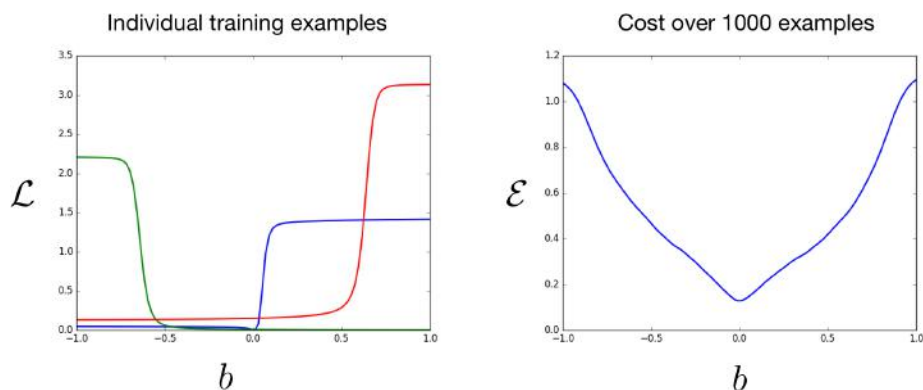 Individual training examples
3.5
3.0
2.5
2.0
1.5
1.0
0.5
0.0
−1.0 −0.5 0.0 0.5 1.0
ℒ
b
Cost over 1000 examples
1.2
1.0
0.8
0.6
0.4
0.2
0.0
−1.0 −0.5 0.0 0.5 1.0
ℰ
b